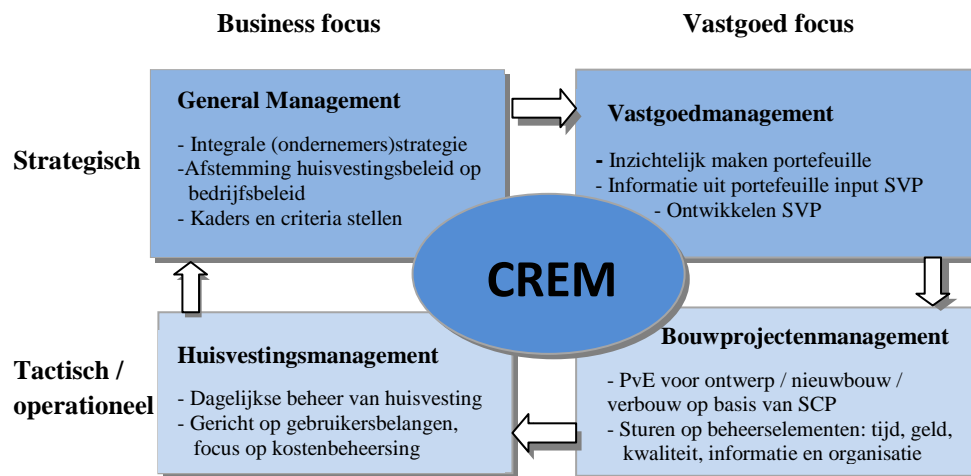 Business focus
Vastgoed focus
Strategisch
General Management
- Integrale (ondernemers)strategie
-Afstemming huisvestingsbeleid op
bedrijfsbeleid
- Kaders en criteria stellen
Vastgoedmanagement
- Inzichtelijk maken portefeuille
- Informatie uit portefeuille input SVP
- Ontwikkelen SVP
CREM
Tactisch /
operationeel
Huisvestingsmanagement
- Dagelijkse beheer van huisvesting
- Gericht op gebruikersbelangen,
focus op kostenbeheersing
Bouwprojectenmanagement
- PvE voor ontwerp / nieuwbouw /
verbouw op basis van SCP
- Sturen op beheerselementen: tijd, geld,
kwaliteit, informatie en organisatie